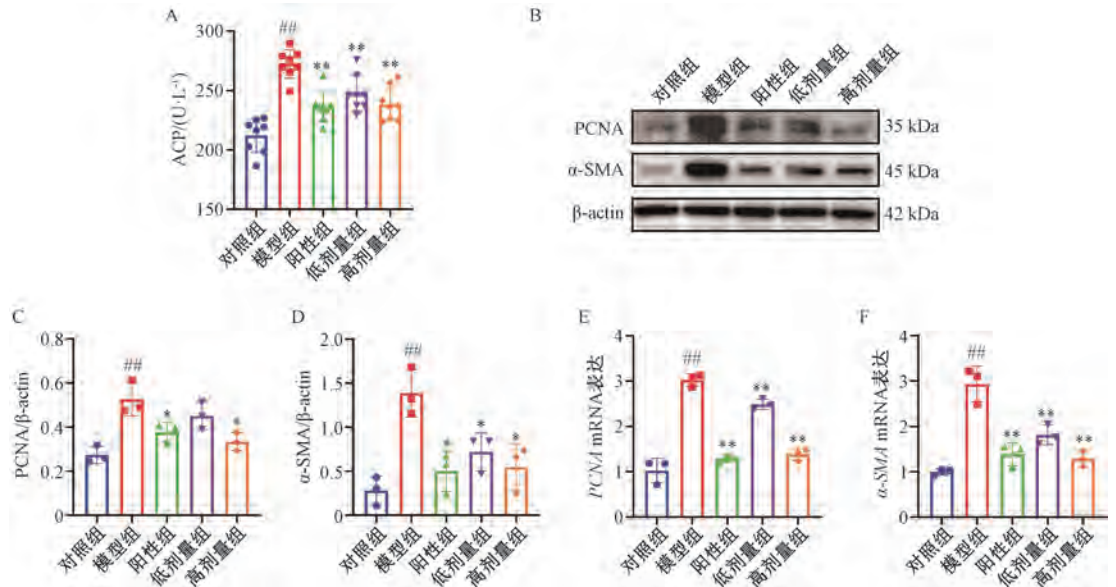 A
ACP/(U·L⁻¹)
300
250
200
150
##
**
**
**
对照组
模型组
阳性组
低剂量组
高剂量组
B
对照组
模型组
阳性组
低剂量组
高剂量组
PCNA
35 kDa
α-SMA
45 kDa
β-actin
42 kDa
C
PCNA/β-actin
0.8
0.6
0.4
0.2
0
##
*
*
对照组
模型组
阳性组
低剂量组
高剂量组
D
α-SMA/β-actin
2.0
1.5
1.0
0.5
0
##
*
*
*
对照组
模型组
阳性组
低剂量组
高剂量组
E
PCNA mRNA表达
4
3
2
1
0
##
**
**
**
对照组
模型组
阳性组
低剂量组
高剂量组
F
α-SMA mRNA表达
4
3
2
1
0
##
**
**
**
对照组
模型组
阳性组
低剂量组
高剂量组